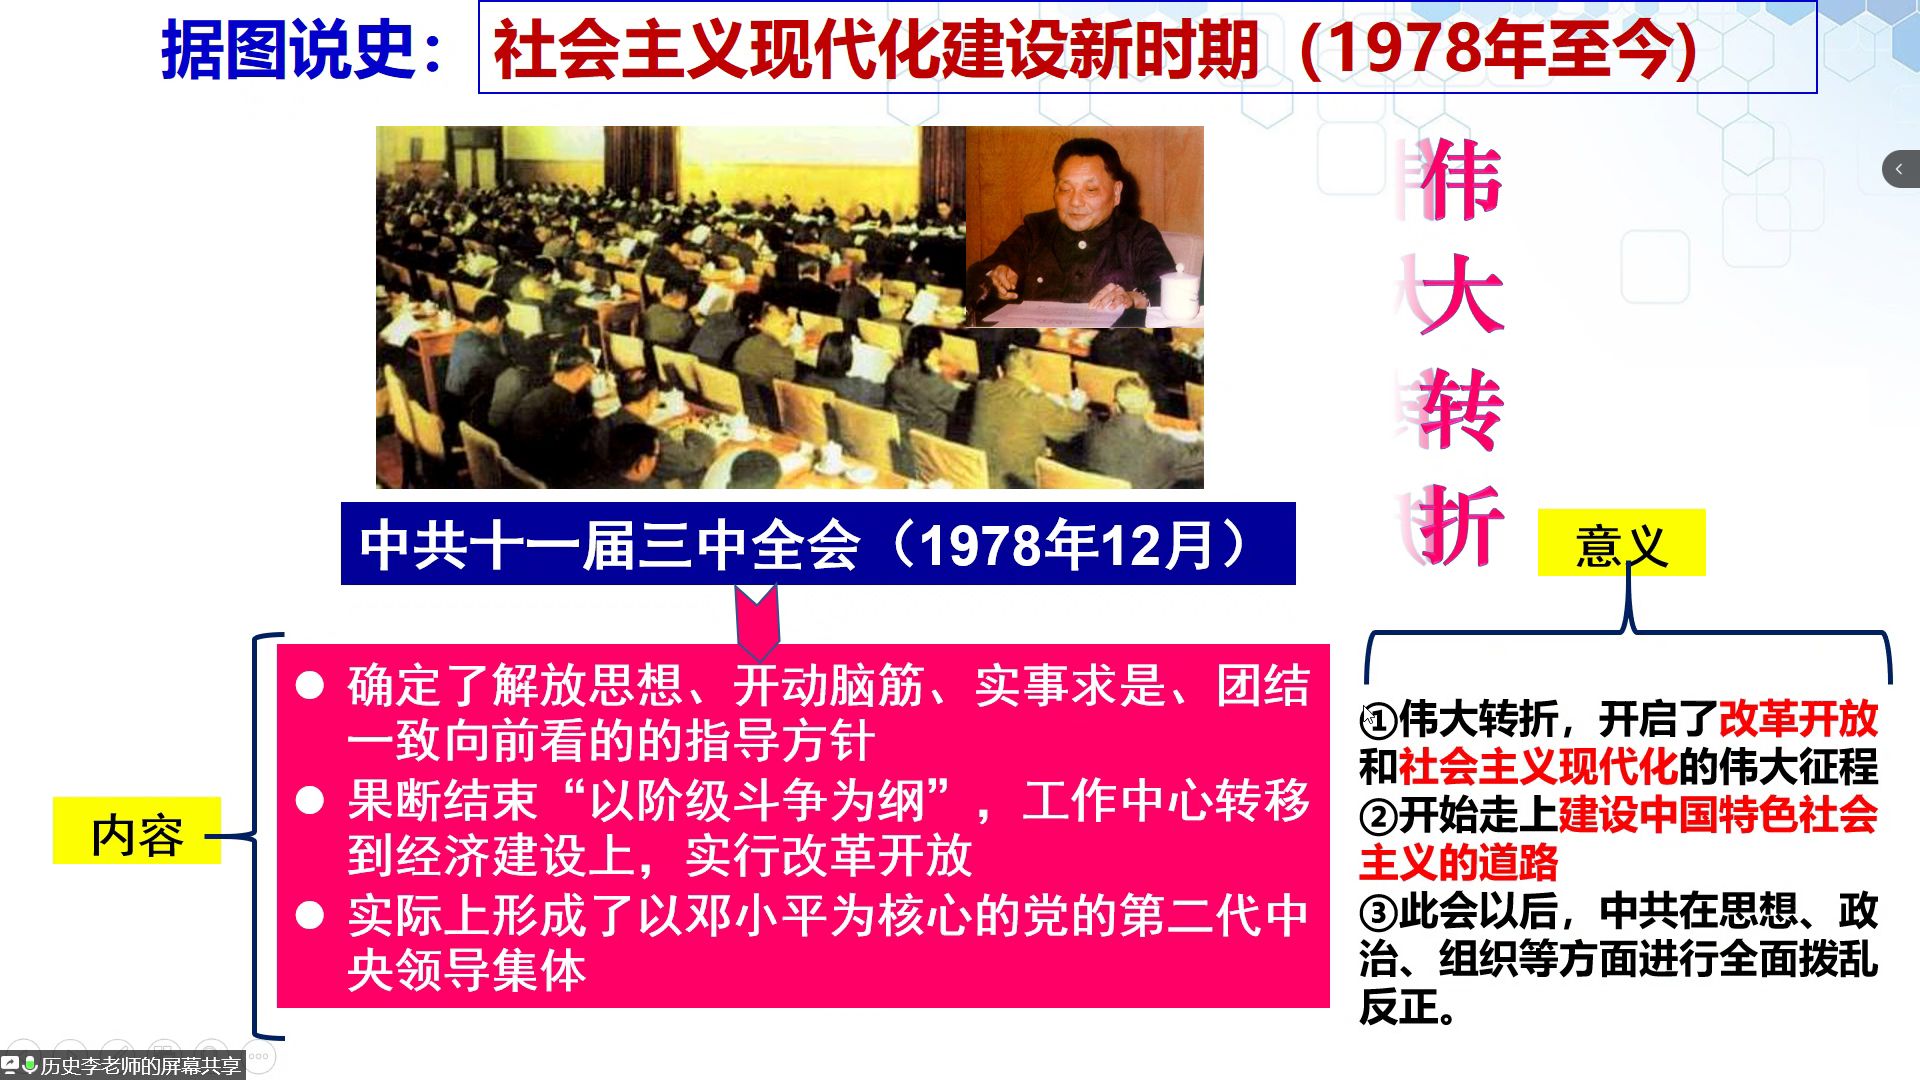 据图说史：
社会主义现代化建设新时期 (1978年至今)
伟
大
转
折
中共十一届三中全会（1978年12月）
意义
内容
● 确定了解放思想、开动脑筋、实事求是、团结
一致向前看的的指导方针
● 果断结束“以阶级斗争为纲”，工作中心转移
到经济建设上，实行改革开放
● 实际上形成了以邓小平为核心的党的第二代中
央领导集体
①伟大转折，开启了改革开放
和社会主义现代化的伟大征程
②开始走上建设中国特色社会
主义的道路
③此会以后，中共在思想、政
治、组织等方面进行全面拨乱
反正。
历史李老师的屏幕共享